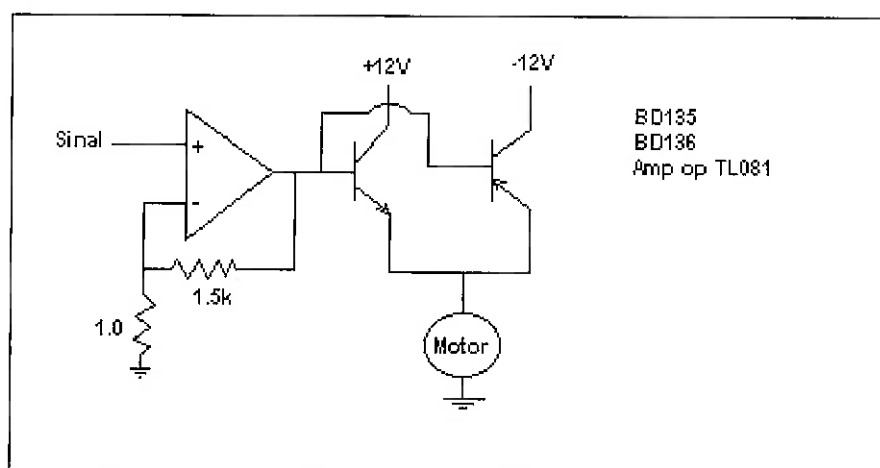 +12V
-12V
BD135
BD136
Amp op TL081
Sinal
+
-
1.5k
1.0
Motor